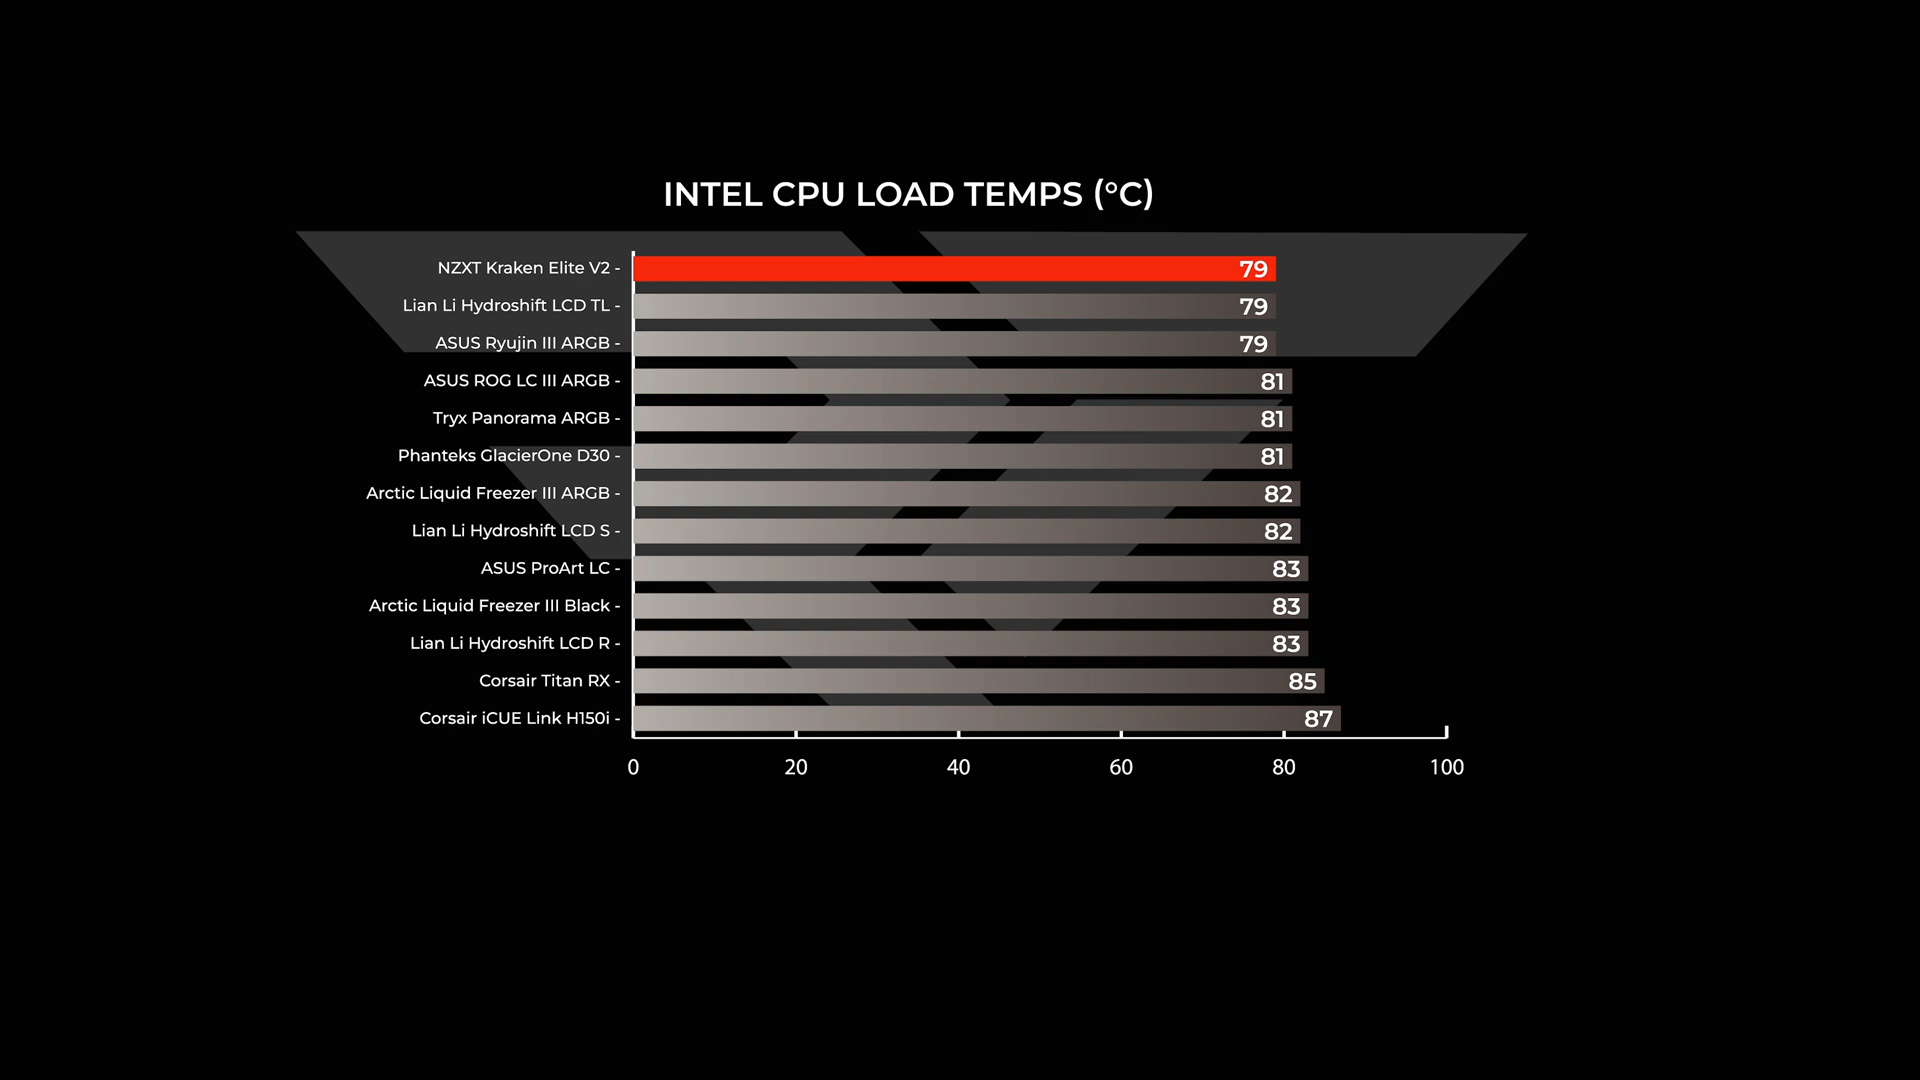 INTEL CPU LOAD TEMPS (°C)
NZXT Kraken Elite V2 - 79
Lian Li Hydroshift LCD TL - 79
ASUS Ryujin III ARGB - 79
ASUS ROG LC III ARGB - 81
Tryx Panorama ARGB - 81
Phanteks GlacierOne D30 - 81
Arctic Liquid Freezer III ARGB - 82
Lian Li Hydroshift LCD S - 82
ASUS ProArt LC - 83
Arctic Liquid Freezer III Black - 83
Lian Li Hydroshift LCD R - 83
Corsair Titan RX - 85
Corsair iCUE Link H150i - 87
0 20 40 60 80 100